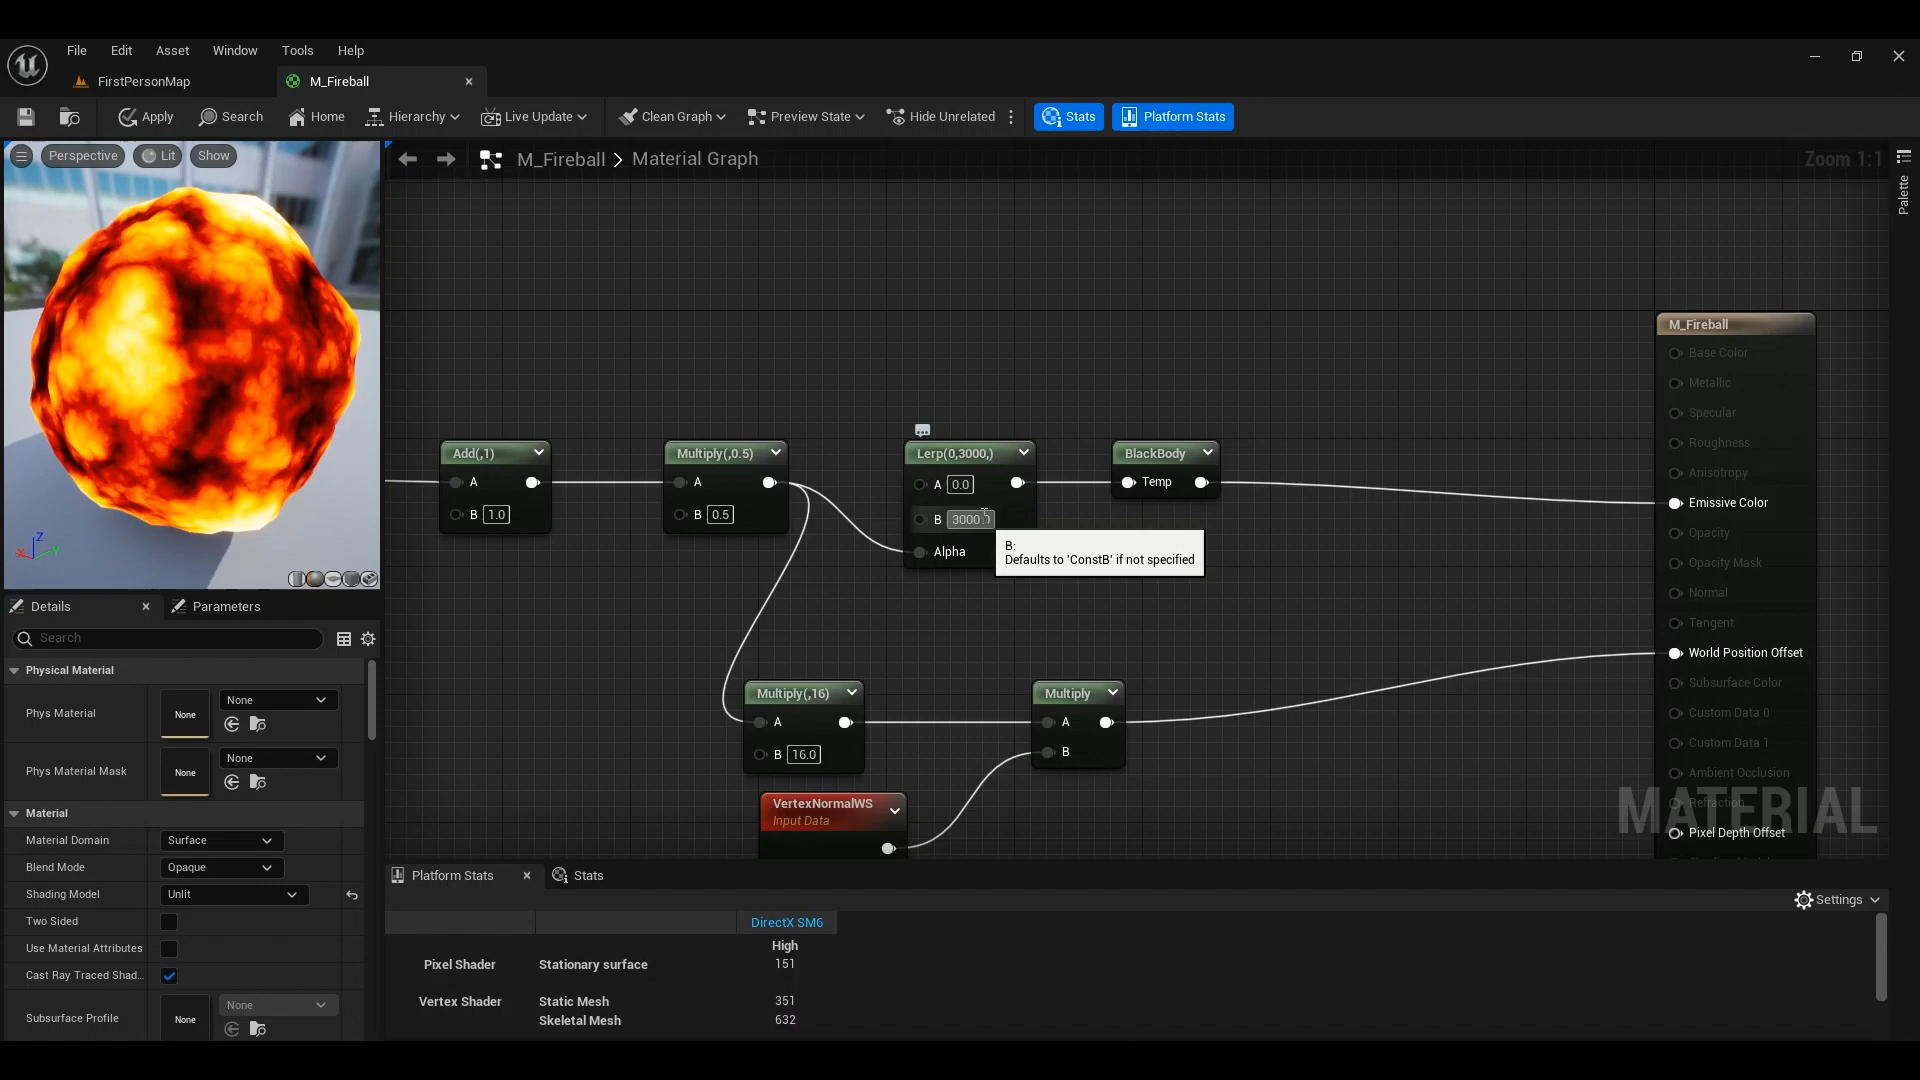 File Edit Asset Window Tools Help
FirstPersonMap M_Fireball
Apply Search Home Hierarchy Live Update Clean Graph Preview State Hide Unrelated Stats Platform Stats
Perspective Lit Show
M_Fireball > Material Graph
Zoom 1:1
Palette
M_Fireball
Base Color
Metallic
Specular
Roughness
Anisotropy
Emissive Color
Opacity
Opacity Mask
Normal
Tangent
World Position Offset
Subsurface Color
Custom Data 0
Custom Data 1
Ambient Occlusion
Refraction
Pixel Depth Offset
MATERIAL
Add(,1)
A
B 1.0
Multiply(,0.5)
A
B 0.5
Lerp(0,3000,)
A 0.0
B 3000.0
Alpha
BlackBody
Temp
B:
Defaults to 'ConstB' if not specified
Multiply(,16)
A
B 16.0
Multiply
A
B
VertexNormalWS
Input Data
Z
X
Y
Details Parameters
Search
Physical Material
Phys Material None None
Phys Material Mask None None
Material
Material Domain Surface
Blend Mode Opaque
Shading Model Unlit
Two Sided
Use Material Attributes
Cast Ray Traced Shad...
Subsurface Profile None None
Platform Stats Stats
Settings
DirectX SM6
High
Pixel Shader Stationary surface 151
Vertex Shader Static Mesh 351
Skeletal Mesh 632